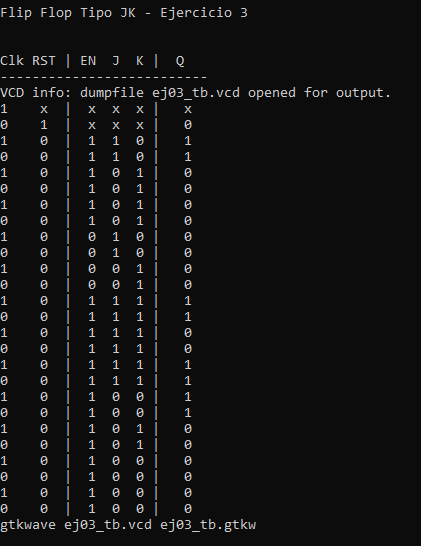 Flip Flop Tipo JK - Ejercicio 3
Clk RST | EN  J  K |  Q
--------------------------
VCD info: dumpfile ej03_tb.vcd opened for output.
1    x  |  x  x  x |   x
0    1  |  x  x  x |   0
1    0  |  1  1  0 |   1
0    0  |  1  1  0 |   1
1    0  |  1  0  1 |   0
0    0  |  1  0  1 |   0
1    0  |  1  0  1 |   0
0    0  |  1  0  1 |   0
1    0  |  0  1  0 |   0
0    0  |  0  1  0 |   0
1    0  |  0  0  1 |   0
0    0  |  0  0  1 |   0
1    0  |  1  1  1 |   1
0    0  |  1  1  1 |   1
1    0  |  1  1  1 |   0
0    0  |  1  1  1 |   0
1    0  |  1  1  1 |   1
0    0  |  1  1  1 |   1
1    0  |  1  0  0 |   1
0    0  |  1  0  0 |   1
1    0  |  1  0  1 |   0
0    0  |  1  0  1 |   0
1    0  |  1  0  0 |   0
0    0  |  1  0  0 |   0
1    0  |  1  0  0 |   0
0    0  |  1  0  0 |   0
gtkwave ej03_tb.vcd ej03_tb.gtkw